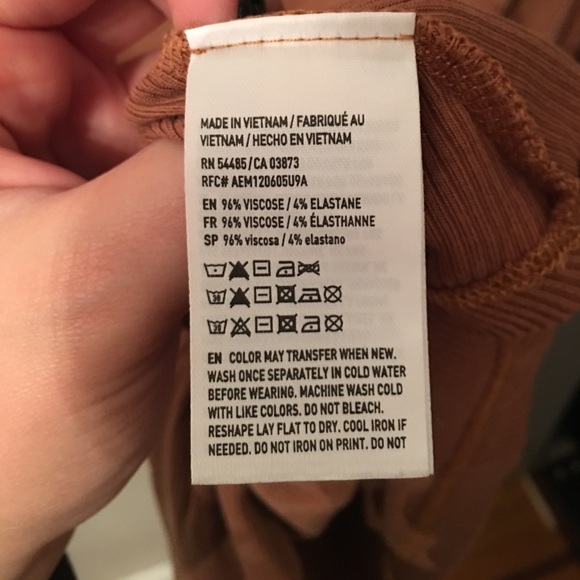 MADE IN VIETNAM / FABRIQUÉ AU
VIETNAM / HECHO EN VIETNAM
RN 54485/CA 03873
RFC# AEM120605U9A
EN 96% VISCOSE / 4% ELASTANE
FR 96% VISCOSE / 4% ÉLASTHANNE
SP 96% viscosa / 4% elastano
EN COLOR MAY TRANSFER WHEN NEW.
WASH ONCE SEPARATELY IN COLD WATER
BEFORE WEARING. MACHINE WASH COLD
WITH LIKE COLORS. DO NOT BLEACH.
RESHAPE LAY FLAT TO DRY. COOL IRON IF
NEEDED. DO NOT IRON ON PRINT. DO NOT